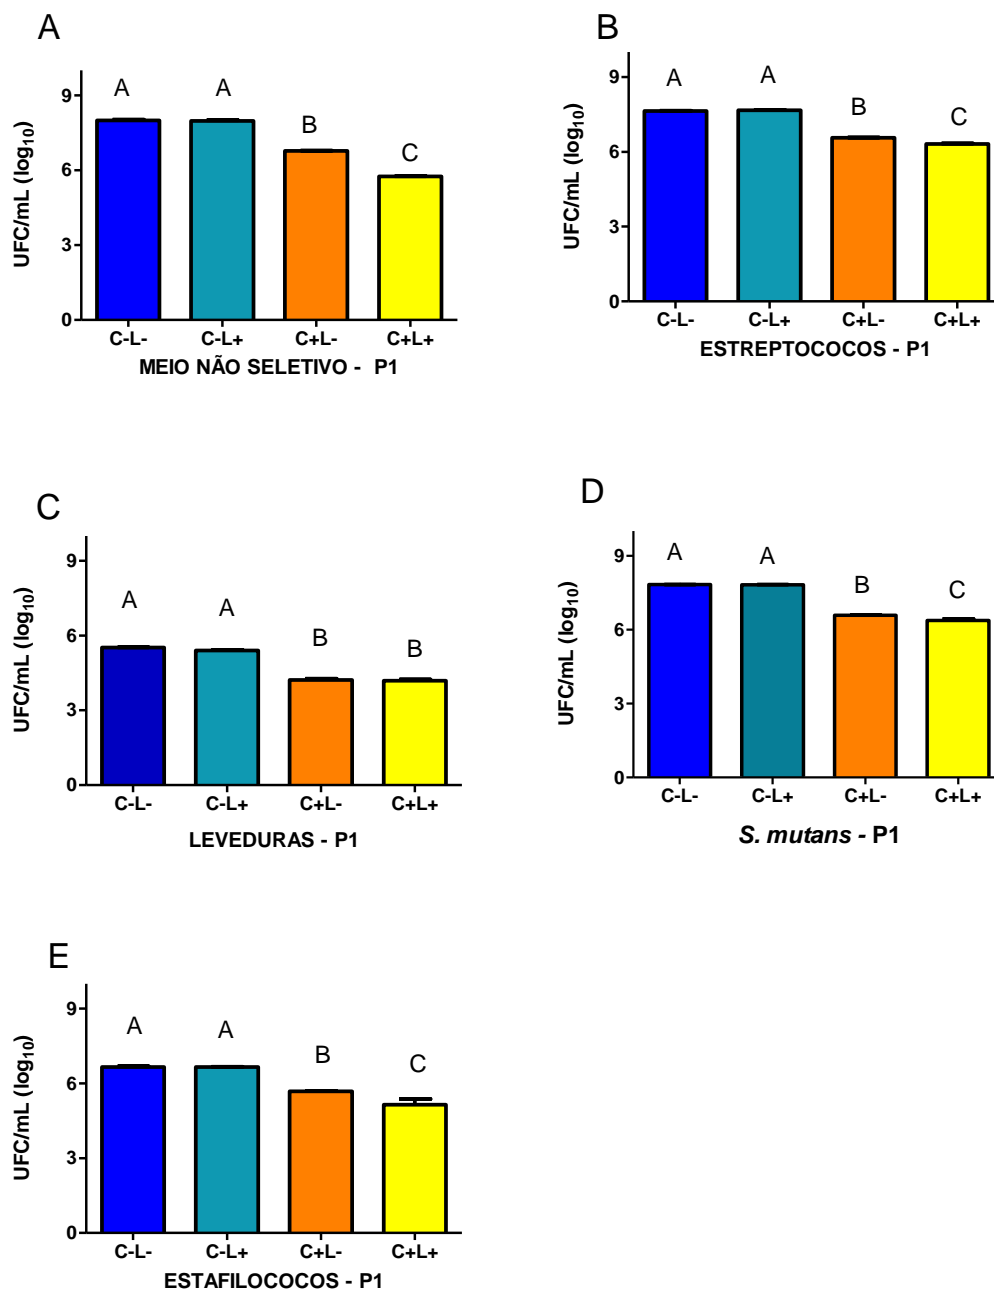 A
UFC/mL (log10)
9
6
3
0
A A B C
C-L- C-L+ C+L- C+L+
MEIO NÃO SELETIVO - P1
B
UFC/mL (log10)
9
6
3
0
A A B C
C-L- C-L+ C+L- C+L+
ESTREPTOCOCOS - P1
C
UFC/mL (log10)
9
6
3
0
A A B B
C-L- C-L+ C+L- C+L+
LEVEDURAS - P1
D
UFC/mL (log10)
9
6
3
0
A A B C
C-L- C-L+ C+L- C+L+
S. mutans - P1
E
UFC/mL (log10)
9
6
3
0
A A B C
C-L- C-L+ C+L- C+L+
ESTAFILOCOCOS - P1